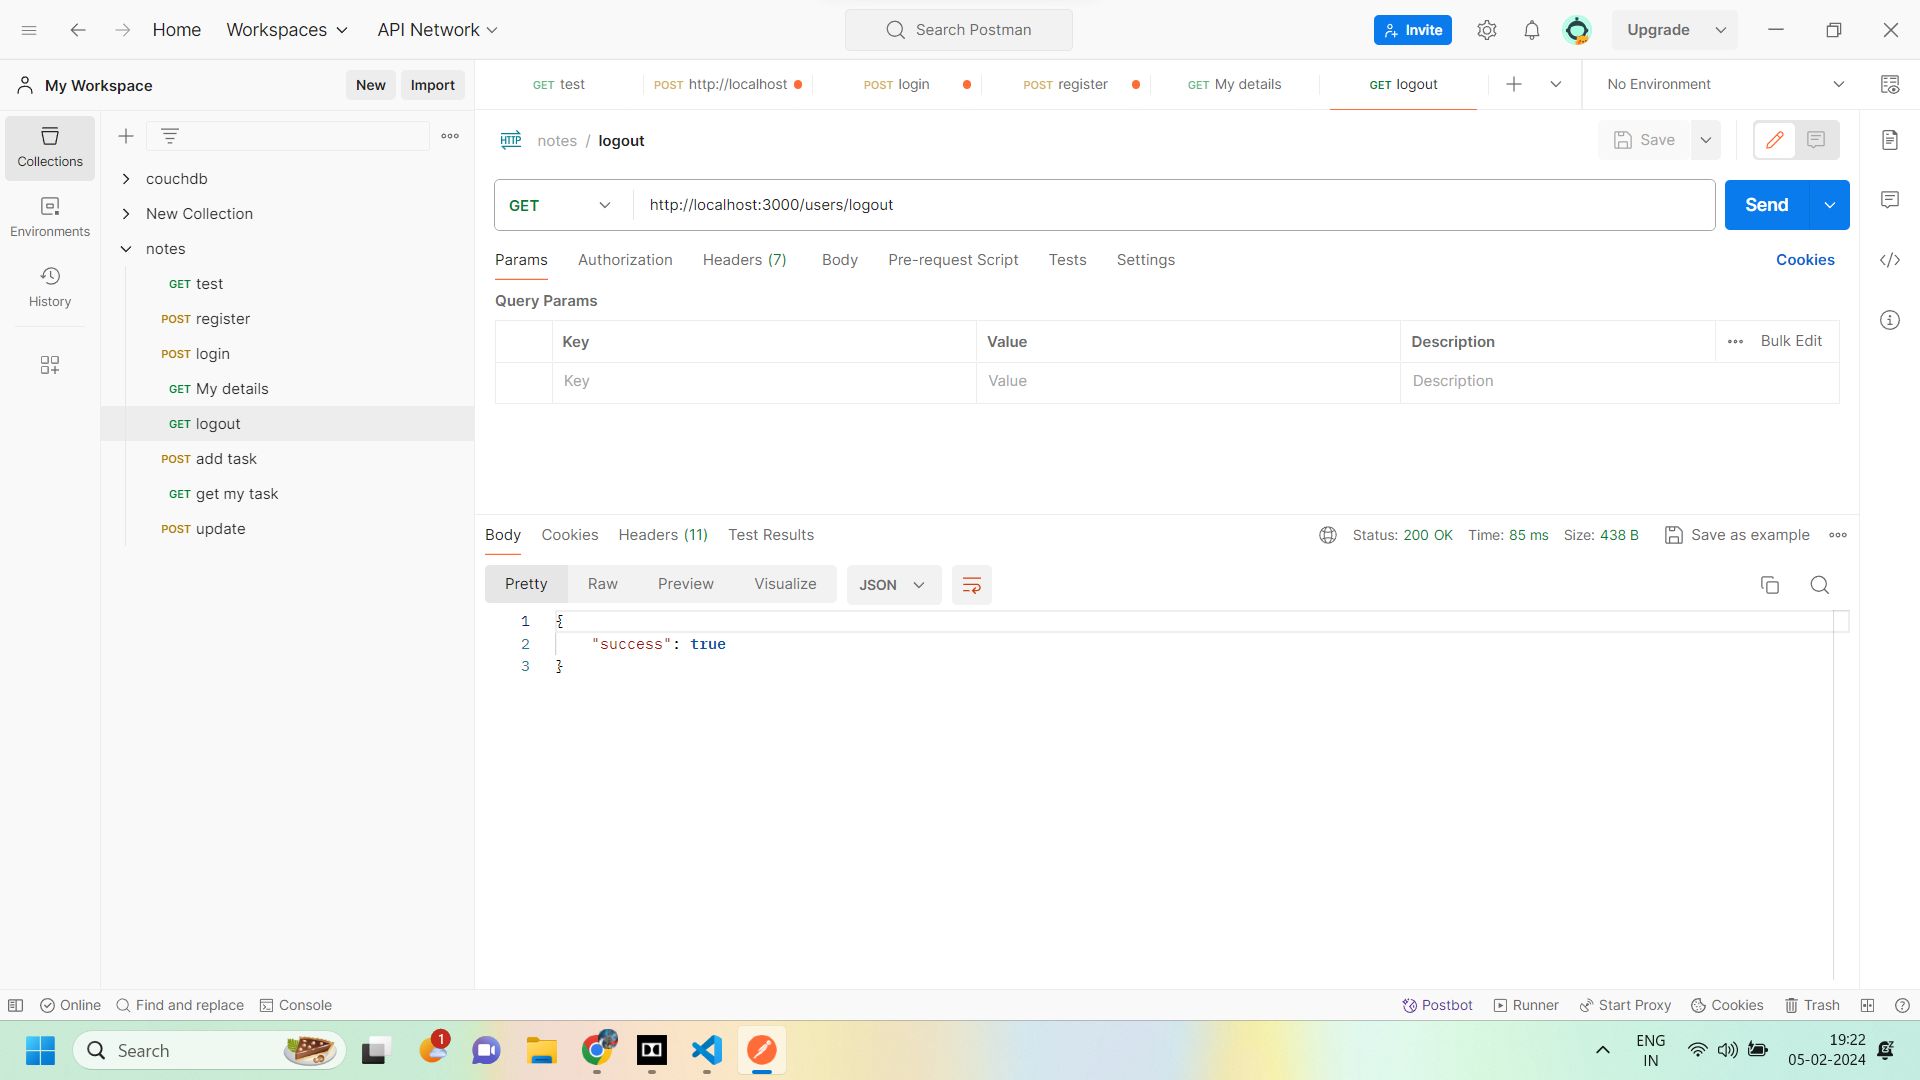 Home Workspaces API Network Search Postman Invite Upgrade
My Workspace New Import GET test POST http://localhost POST login POST register GET My details GET logout No Environment
Collections
Environments
History
couchdb
New Collection
notes
GET test
POST register
POST login
GET My details
GET logout
POST add task
GET get my task
POST update
HTTP notes / logout Save
GET http://localhost:3000/users/logout Send
Params Authorization Headers (7) Body Pre-request Script Tests Settings Cookies
Query Params
Key Value Description Bulk Edit
Key Value Description
Body Cookies Headers (11) Test Results Status: 200 OK Time: 85 ms Size: 438 B Save as example
Pretty Raw Preview Visualize JSON
1 {
2 "success": true
3 }
Online Find and replace Console Postbot Runner Start Proxy Cookies Trash
Search 1 ENG 19:22
IN 05-02-2024